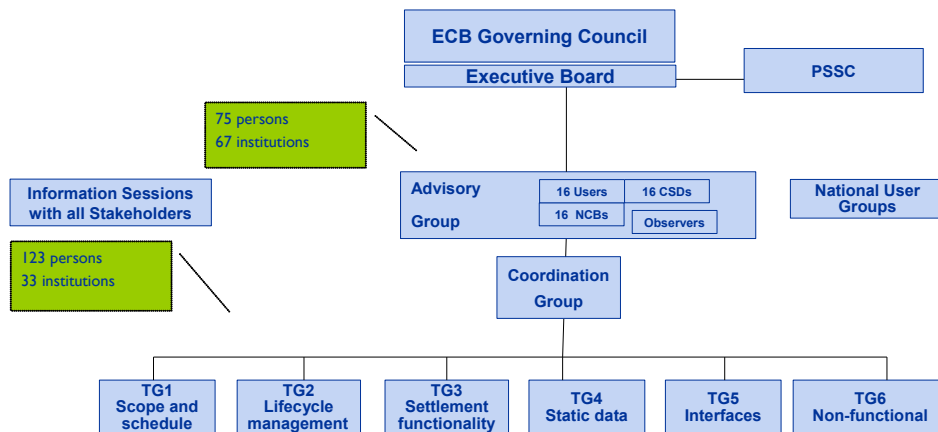 ECB Governing Council
Executive Board
PSSC
75 persons
67 institutions
Information Sessions
with all Stakeholders
Advisory
Group
16 Users
16 CSDs
16 NCBs
Observers
National User
Groups
123 persons
33 institutions
Coordination
Group
TG1
Scope and
schedule
TG2
Lifecycle
management
TG3
Settlement
functionality
TG4
Static data
TG5
Interfaces
TG6
Non-functional